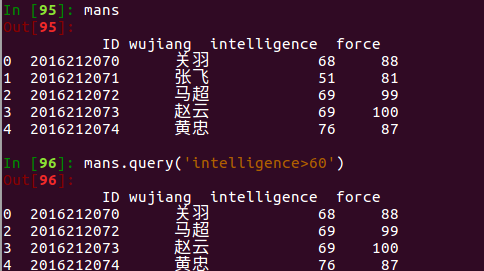 In [95]: mans
Out[95]:
ID wujiang intelligence force
0 2016212070 关羽 68 88
1 2016212071 张飞 51 81
2 2016212072 马超 69 99
3 2016212073 赵云 69 100
4 2016212074 黄忠 76 87
In [96]: mans.query('intelligence>60')
Out[96]:
ID wujiang intelligence force
0 2016212070 关羽 68 88
2 2016212072 马超 69 99
3 2016212073 赵云 69 100
4 2016212074 黄忠 76 87